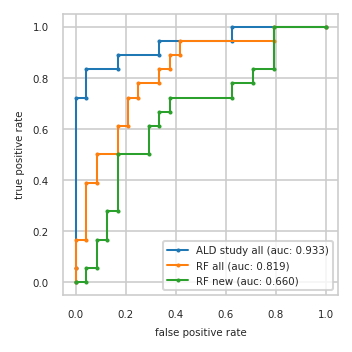 true positive rate
1.0
0.8
0.6
0.4
0.2
0.0
ALD study all (auc: 0.933)
RF all (auc: 0.819)
RF new (auc: 0.660)
0.0 0.2 0.4 0.6 0.8 1.0
false positive rate